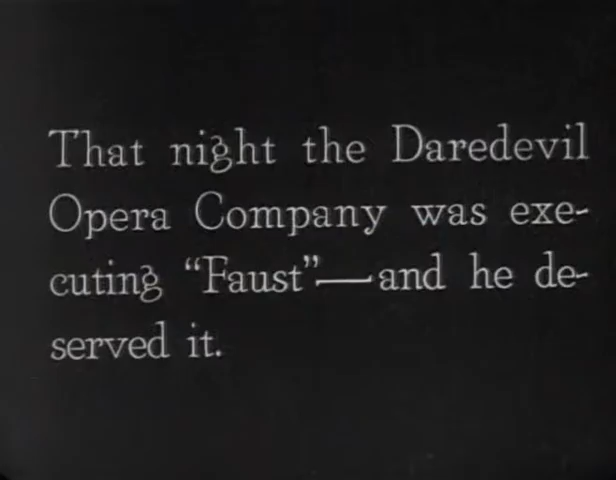 That night the Daredevil
Opera Company was exe-
cuting “Faust”—and he de-
served it.